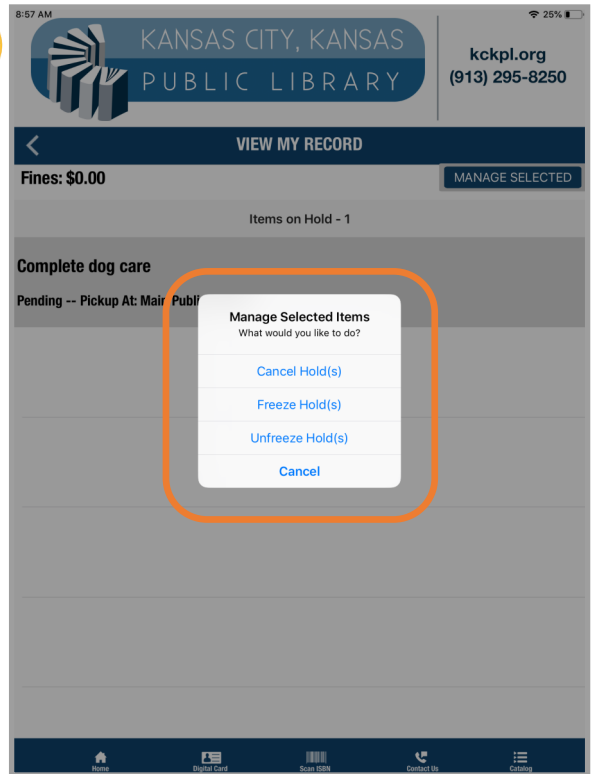 8:57 AM
25%
KANSAS CITY, KANSAS
PUBLIC LIBRARY
kckpl.org
(913) 295-8250
VIEW MY RECORD
Fines: $0.00
MANAGE SELECTED
Items on Hold - 1
Complete dog care
Pending -- Pickup At: Main Publi
Manage Selected Items
What would you like to do?
Cancel Hold(s)
Freeze Hold(s)
Unfreeze Hold(s)
Cancel
Home
Digital Card
Scan ISBN
Contact Us
Catalog